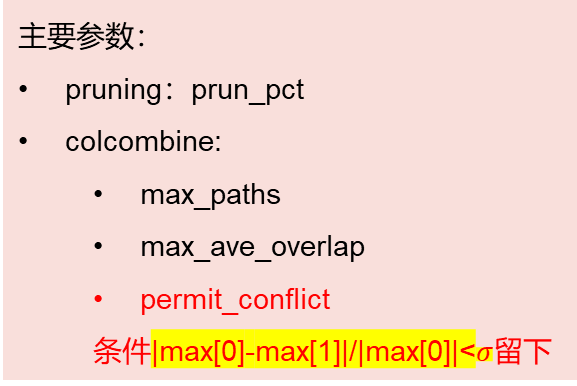 主要参数：
• pruning：prun_pct
• colcombine:
• max_paths
• max_ave_overlap
• permit_conflict
条件|max[0]-max[1]|/|max[0]|<𝜎留下